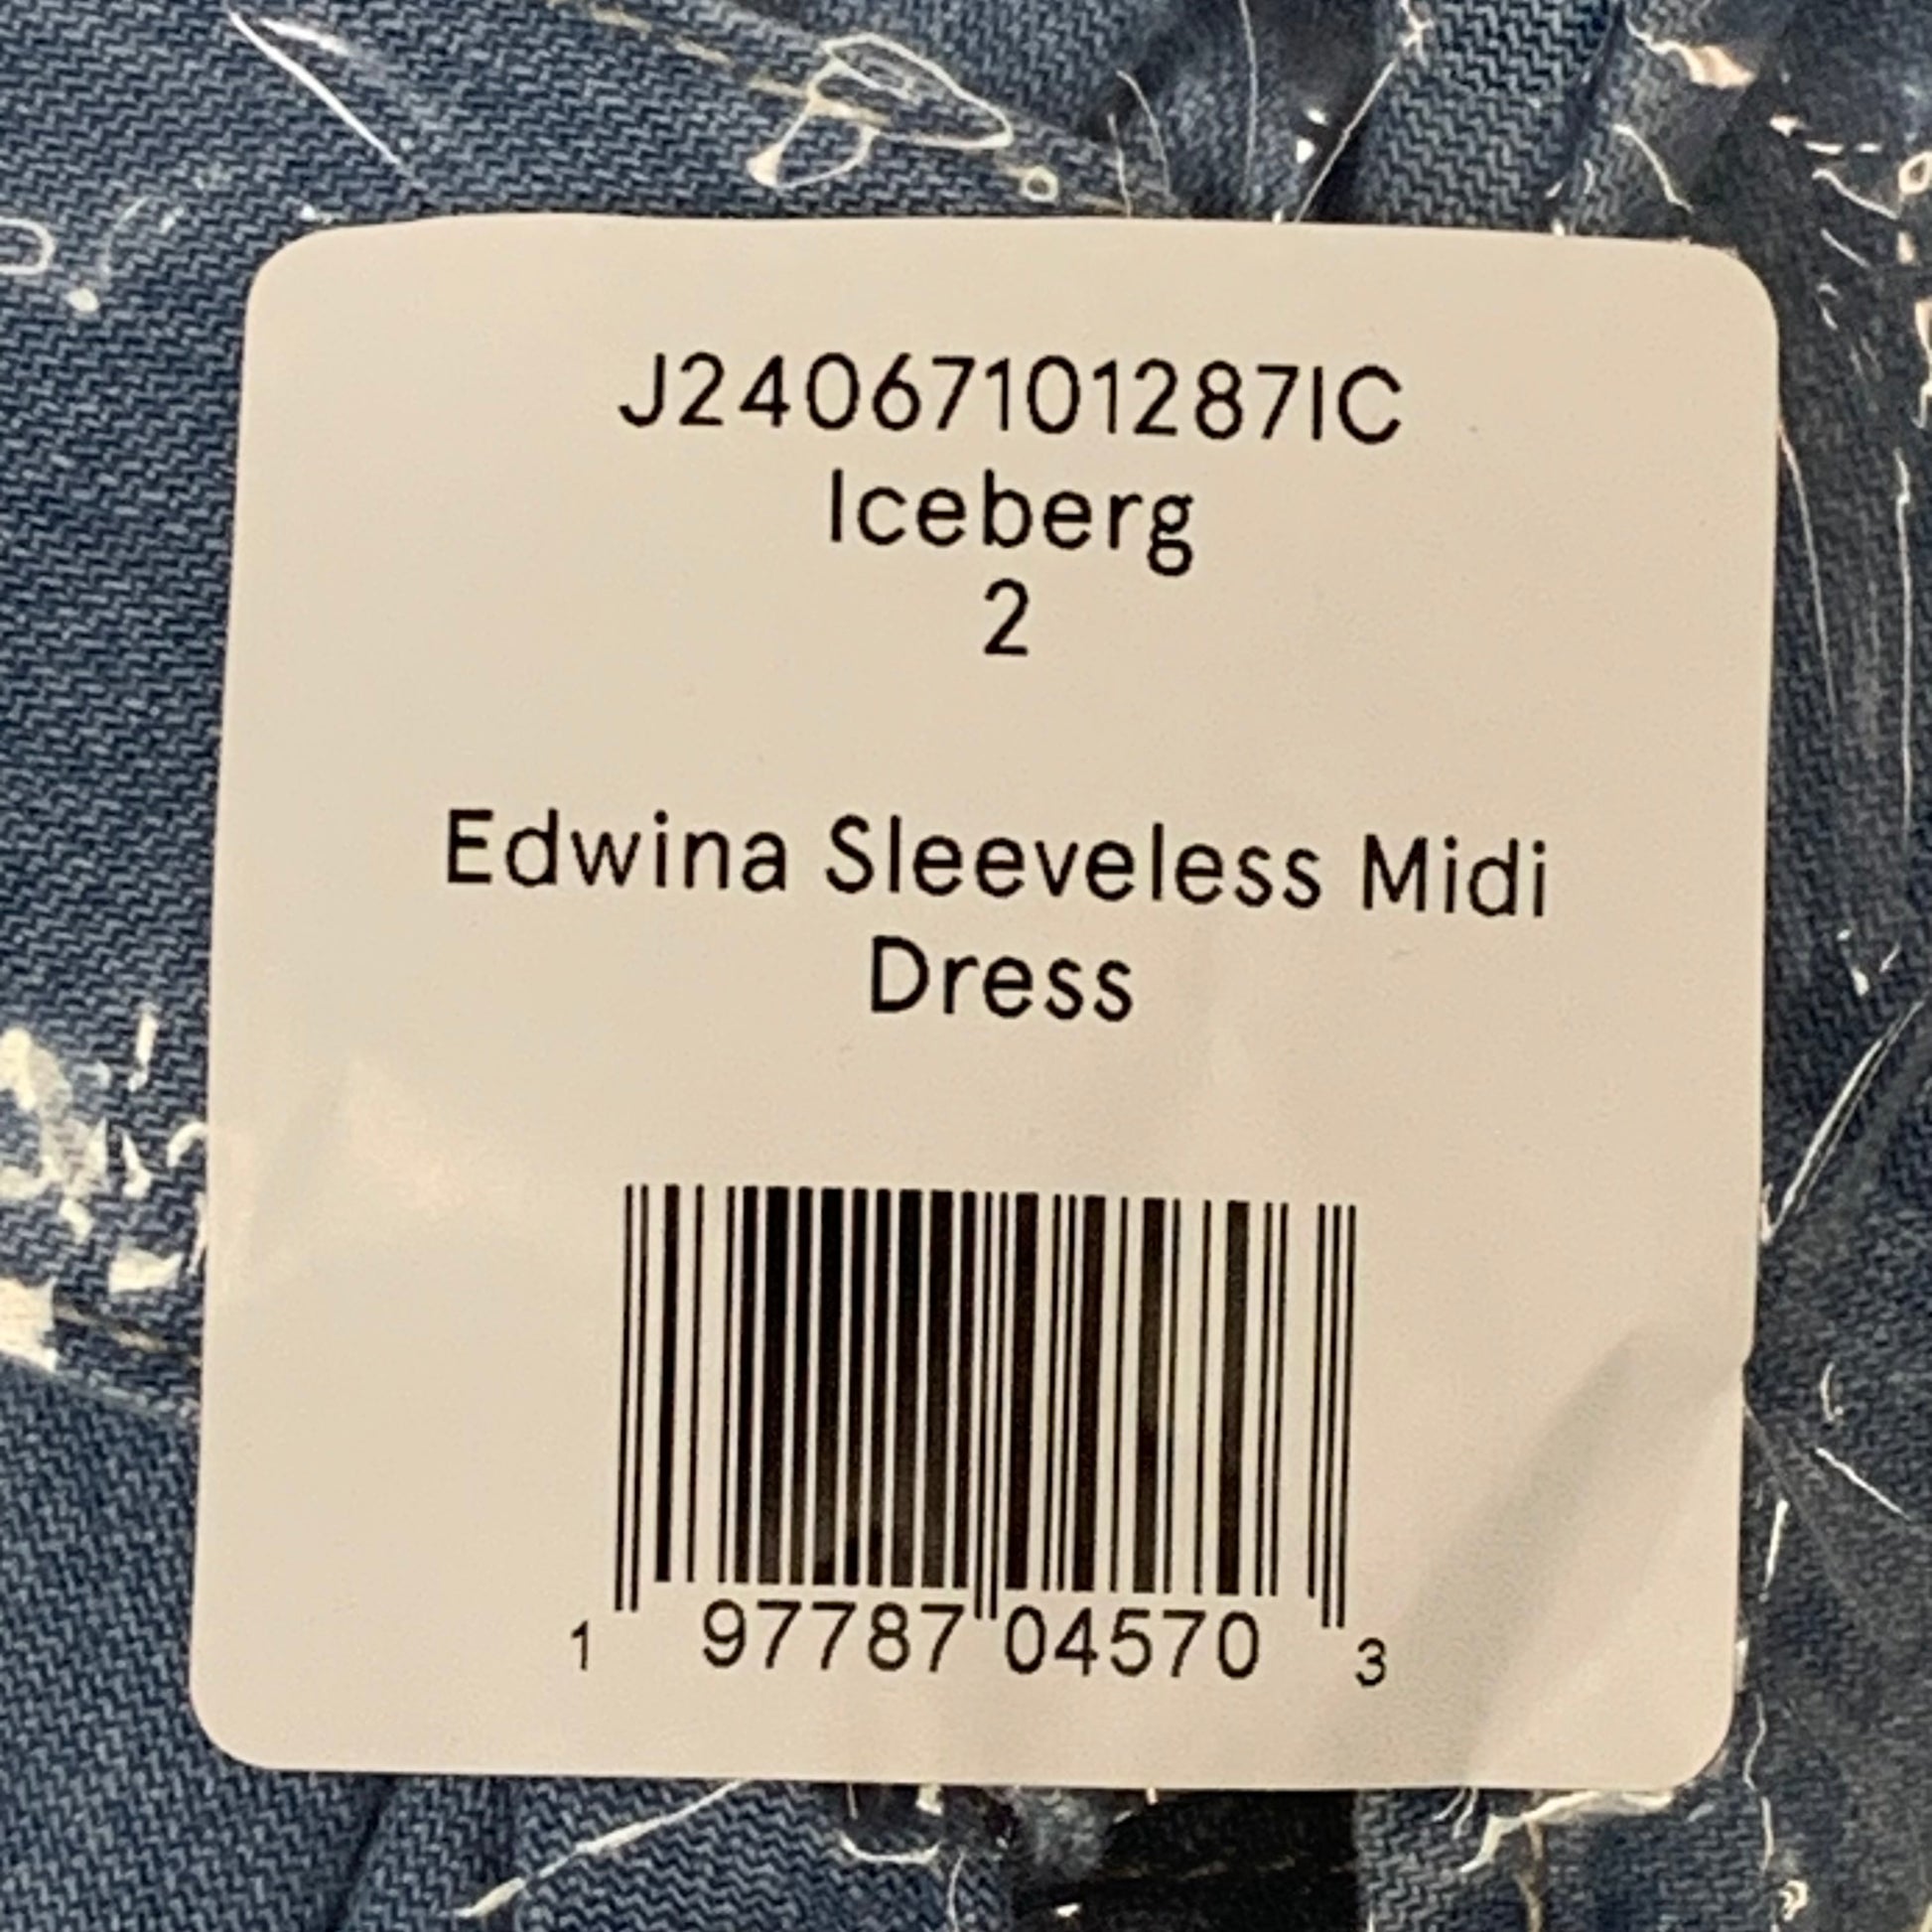 J24067101287IC
Iceberg
2
Edwina Sleeveless Midi
Dress
1 97787 04570 3